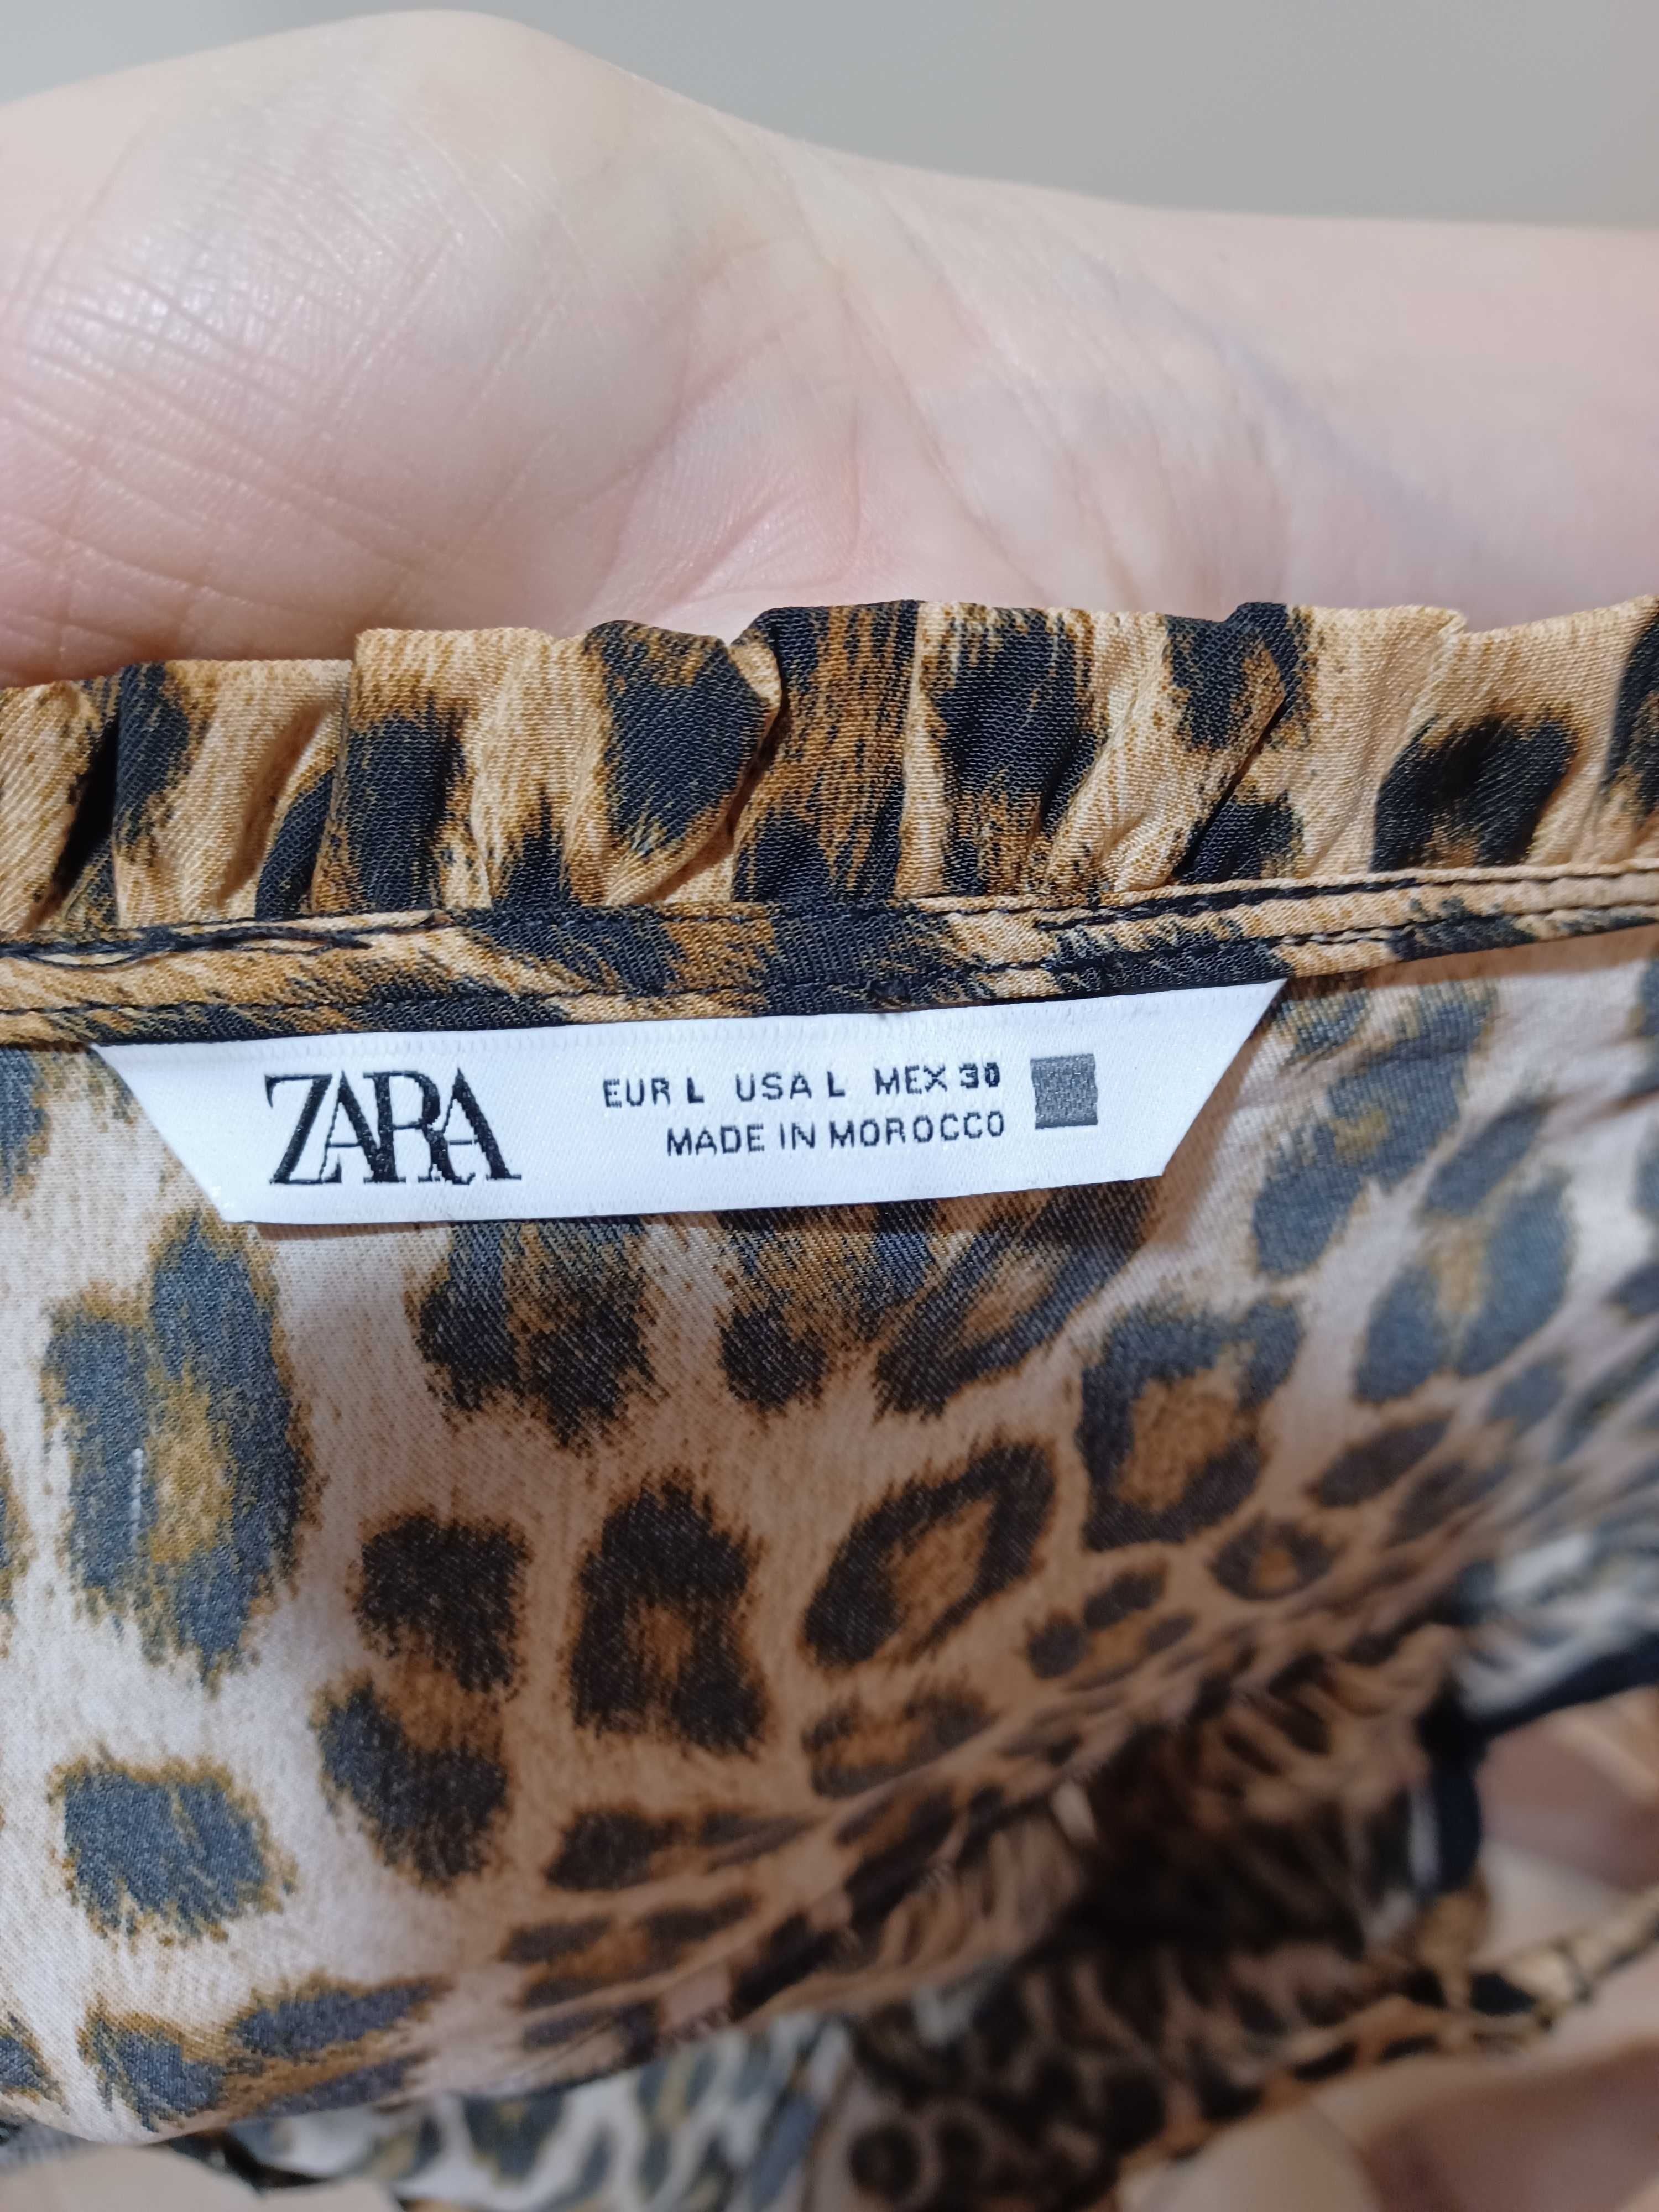 ZARA
EUR L USA L MEX 30
MADE IN MOROCCO